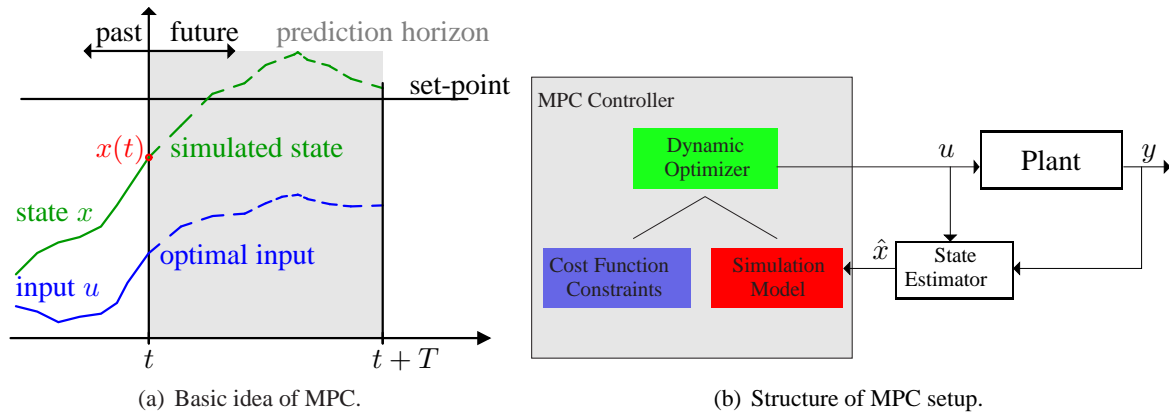 past future prediction horizon
set-point
x(t) simulated state
state x
optimal input
input u
t t + T
(a) Basic idea of MPC.
MPC Controller
Dynamic
Optimizer
u Plant y
Cost Function
Constraints
Simulation
Model
x̂ State
Estimator
(b) Structure of MPC setup.